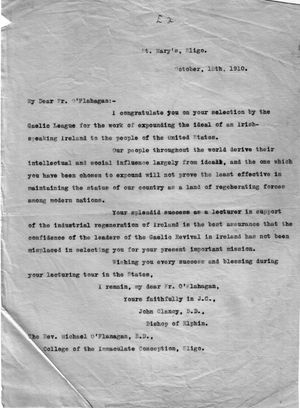 £2
St. Mary's, Sligo.
October, 12th, 1910.
My Dear Fr. O'Flanagan:-
I congratulate you on your selection by the
Gaelic League for the work of expounding the ideal of an Irish-
speaking Ireland to the people of the United States.
Our people throughout the world derive their
intellectual and social influence largely from ideals, and the one which
you have been chosen to expound will not prove the least effective in
maintaining the status of our country as a land of regenerating forces
among modern nations.
Your splendid success as a lecturer in support
of the industrial regeneration of Ireland is the best assurance that the
confidence of the leaders of the Gaelic Revival in Ireland has not been
misplaced in selecting you for your present important mission.
Wishing you every success and blessing during
your lecturing tour in the States,
I remain, my dear Fr. O'Flanagan,
Yours faithfully in J.C.,
John Clancy, D.D.,
Bishop of Elphin.
The Rev. Michael O'Flanagan, B.D.,
College of the Immaculate Conception, Sligo.